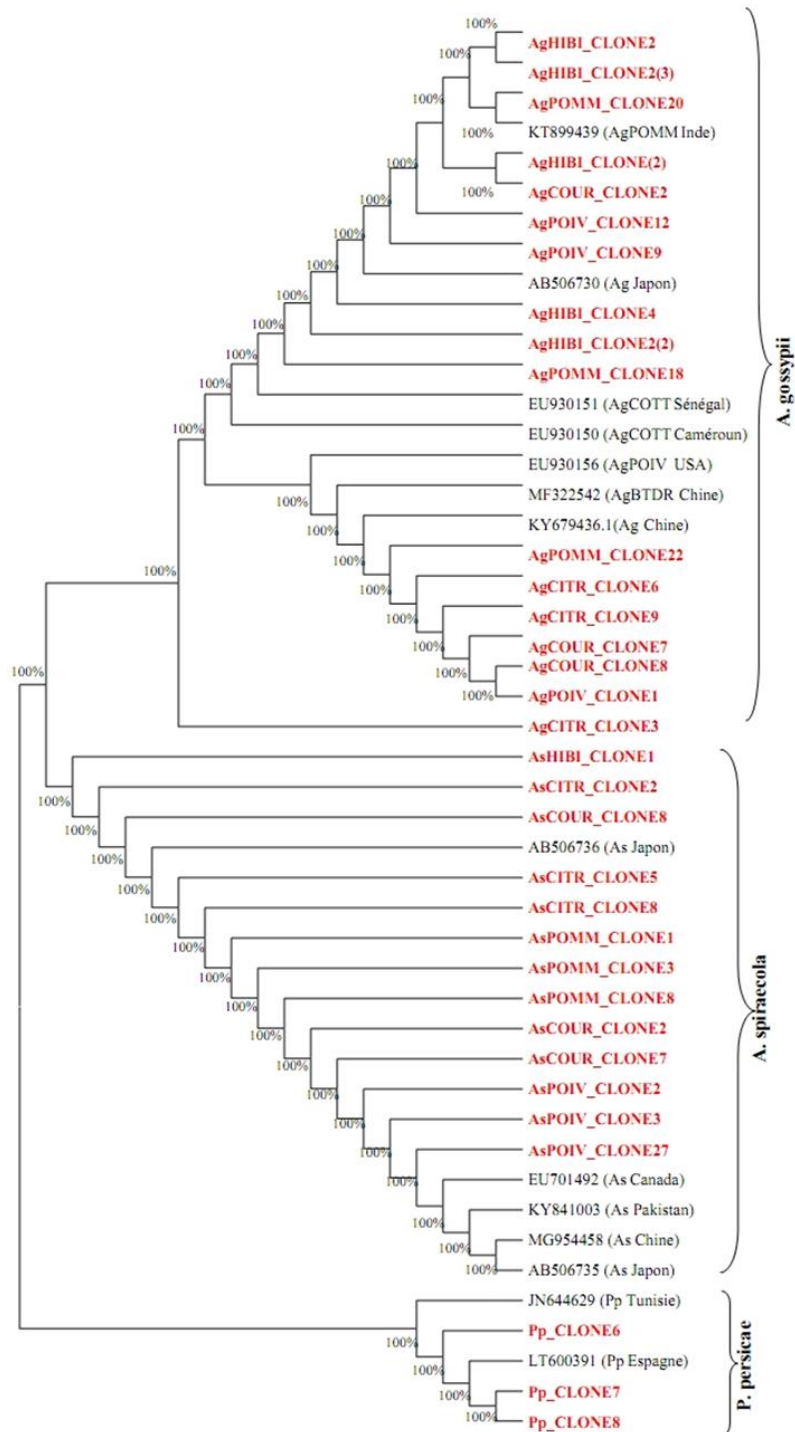 100%
100%
AgHIBI_CLONE2
100%
AgHIBI_CLONE2(3)
100%
AgPOMM_CLONE20
100%
KT899439 (AgPOMM Inde)
100%
AgHIBI_CLONE(2)
100%
AgCOUR_CLONE2
100%
AgPOIV_CLONE12
100%
AgPOIV_CLONE9
100%
AB506730 (Ag Japon)
100%
AgHIBI_CLONE4
100%
AgHIBI_CLONE2(2)
100%
AgPOMM_CLONE18
100%
EU930151 (AgCOTT Sénégal)
100%
EU930150 (AgCOTT Caméroun)
EU930156 (AgPOIV USA)
100%
MF322542 (AgBTDR Chine)
100%
KY679436.1(Ag Chine)
100%
AgPOMM_CLONE22
100%
AgCITR_CLONE6
100%
AgCITR_CLONE9
100%
AgCOUR_CLONE7
100%
AgCOUR_CLONE8
100%
AgPOIV_CLONE1
AgCITR_CLONE3
A. gossypii
100%
AsHIBI_CLONE1
100%
AsCITR_CLONE2
100%
AsCOUR_CLONE8
100%
AB506736 (As Japon)
100%
AsCITR_CLONE5
100%
AsCITR_CLONE8
100%
AsPOMM_CLONE1
100%
AsPOMM_CLONE3
100%
AsPOMM_CLONE8
100%
AsCOUR_CLONE2
100%
AsCOUR_CLONE7
100%
AsPOIV_CLONE2
100%
AsPOIV_CLONE3
100%
AsPOIV_CLONE27
100%
EU701492 (As Canada)
100%
KY841003 (As Pakistan)
100%
MG954458 (As Chine)
100%
AB506735 (As Japon)
A. spiraecola
JN644629 (Pp Tunisie)
100%
Pp_CLONE6
100%
LT600391 (Pp Espagne)
100%
Pp_CLONE7
100%
Pp_CLONE8
P. persicae